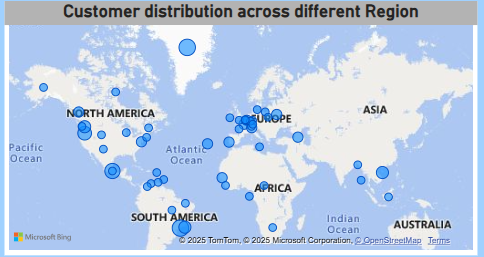 Customer distribution across different Region
NORTH AMERICA
EUROPE
ASIA
Pacific
Ocean
Atlantic
Ocean
AFRICA
SOUTH AMERICA
Indian
Ocean
AUSTRALIA
Microsoft Bing
© 2025 TomTom, © 2025 Microsoft Corporation, © OpenStreetMap Terms